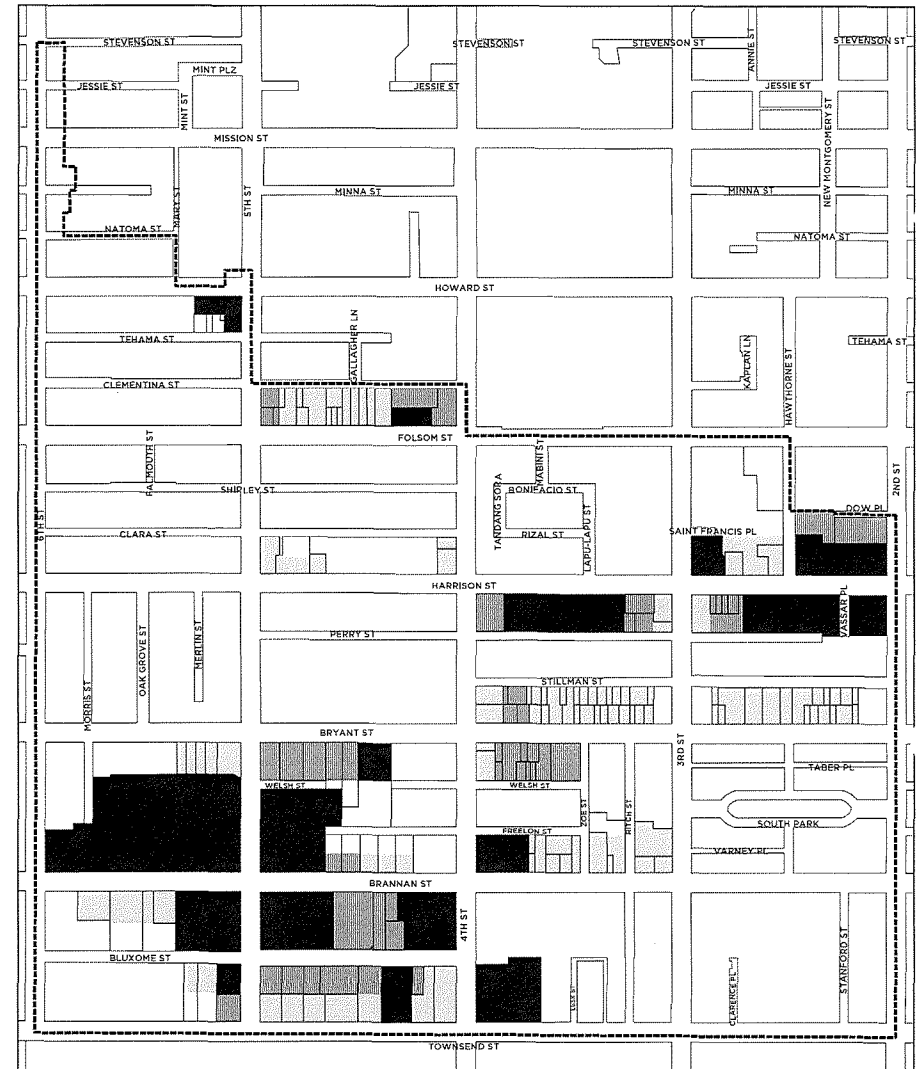 STEVENSON ST
STEVENSON ST
STEVENSON ST
STEVENSON ST
ANNIE ST
MINT PLZ
JESSIE ST
JESSIE ST
JESSIE ST
MINT ST
NEW MONTGOMERY ST
MISSION ST
MINNA ST
MINNA ST
MARY ST
5TH ST
NATOMA ST
NATOMA ST
HOWARD ST
GALLAGHER LN
TEHAMA ST
TEHAMA ST
KAPLAN LN
HAWTHORNE ST
CLEMENTINA ST
FOLSOM ST
FALMOUTH ST
MABINI ST
2ND ST
SHIPLEY ST
TANDANG SORA
BONIFACIO ST
LAPU-LAPU ST
DOW PL
6TH ST
CLARA ST
RIZAL ST
SAINT FRANCIS PL
HARRISON ST
VASSAR PL
PERRY ST
MERLIN ST
OAK GROVE ST
MORRIS ST
STILLMAN ST
BRYANT ST
3RD ST
TABER PL
WELSH ST
WELSH ST
ZOE ST
RITCH ST
SOUTH PARK
FREELON ST
VARNEY PL
BRANNAN ST
4TH ST
STANFORD ST
BLUXOME ST
LUSK ST
CLARENCE PL
TOWNSEND ST